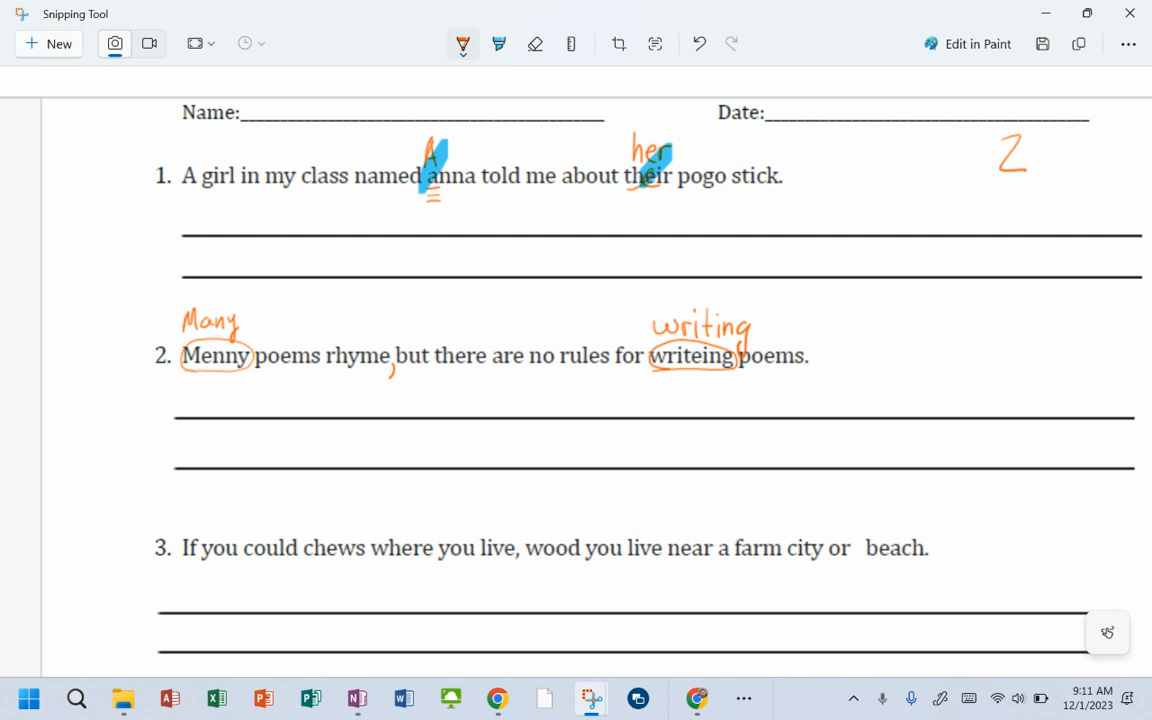 Snipping Tool
New
Edit in Paint
Name: Date:
A her 2
1. A girl in my class named anna told me about their pogo stick.
Many writing
2. Menny poems rhyme, but there are no rules for writeing poems.
3. If you could chews where you live, wood you live near a farm city or beach.
9:11 AM
12/1/2023